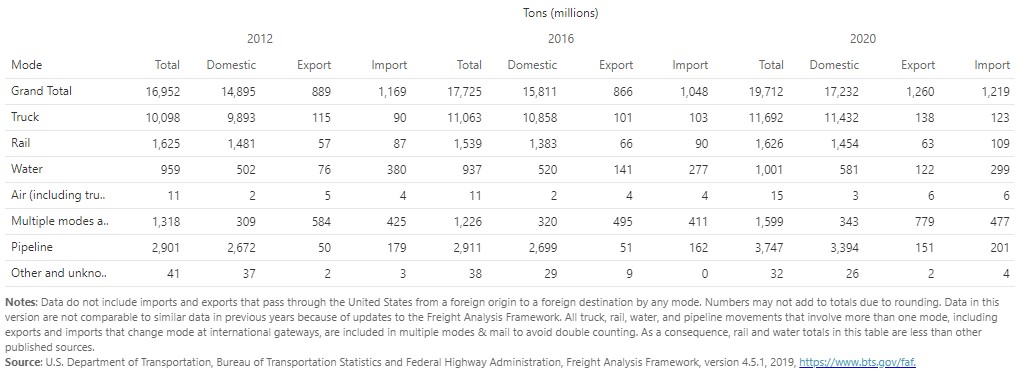 Tons (millions)
2012 2016 2020
Mode Total Domestic Export Import Total Domestic Export Import Total Domestic Export Import
Grand Total 16,952 14,895 889 1,169 17,725 15,811 866 1,048 19,712 17,232 1,260 1,219
Truck 10,098 9,893 115 90 11,063 10,858 101 103 11,692 11,432 138 123
Rail 1,625 1,481 57 87 1,539 1,383 66 90 1,626 1,454 63 109
Water 959 502 76 380 937 520 141 277 1,001 581 122 299
Air (including tru.. 11 2 5 4 11 2 4 4 15 3 6 6
Multiple modes a.. 1,318 309 584 425 1,226 320 495 411 1,599 343 779 477
Pipeline 2,901 2,672 50 179 2,911 2,699 51 162 3,747 3,394 151 201
Other and unkno.. 41 37 2 3 38 29 9 0 32 26 2 4
Notes: Data do not include imports and exports that pass through the United States from a foreign origin to a foreign destination by any mode. Numbers may not add to totals due to rounding. Data in this
version are not comparable to similar data in previous years because of updates to the Freight Analysis Framework. All truck, rail, water, and pipeline movements that involve more than one mode, including
exports and imports that change mode at international gateways, are included in multiple modes & mail to avoid double counting. As a consequence, rail and water totals in this table are less than other
published sources.
Source: U.S. Department of Transportation, Bureau of Transportation Statistics and Federal Highway Administration, Freight Analysis Framework, version 4.5.1, 2019, https://www.bts.gov/faf.